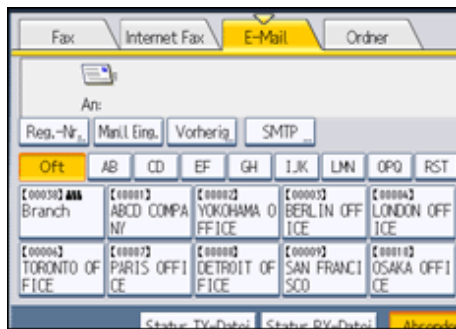 Fax Internet Fax E-Mail Ordner
An:
Reg.-Nr. Manll Eing. Vorherig. SMTP
Oft AB CD EF GH IJK LMN OPQ RST
[00030] [00001] [00002] [00003] [00004]
Branch ABCD COMPA YOKOHAMA O BERLIN OFF LONDON OFF
NY FFICE ICE ICE
[00006] [00007] [00008] [00009] [00010]
TORONTO OF PARIS OFFI DETROIT OF SAN FRANCI OSAKA OFFI
FICE CE FICE SCO CE
Status TX-Datei Status RX-Datei Absende